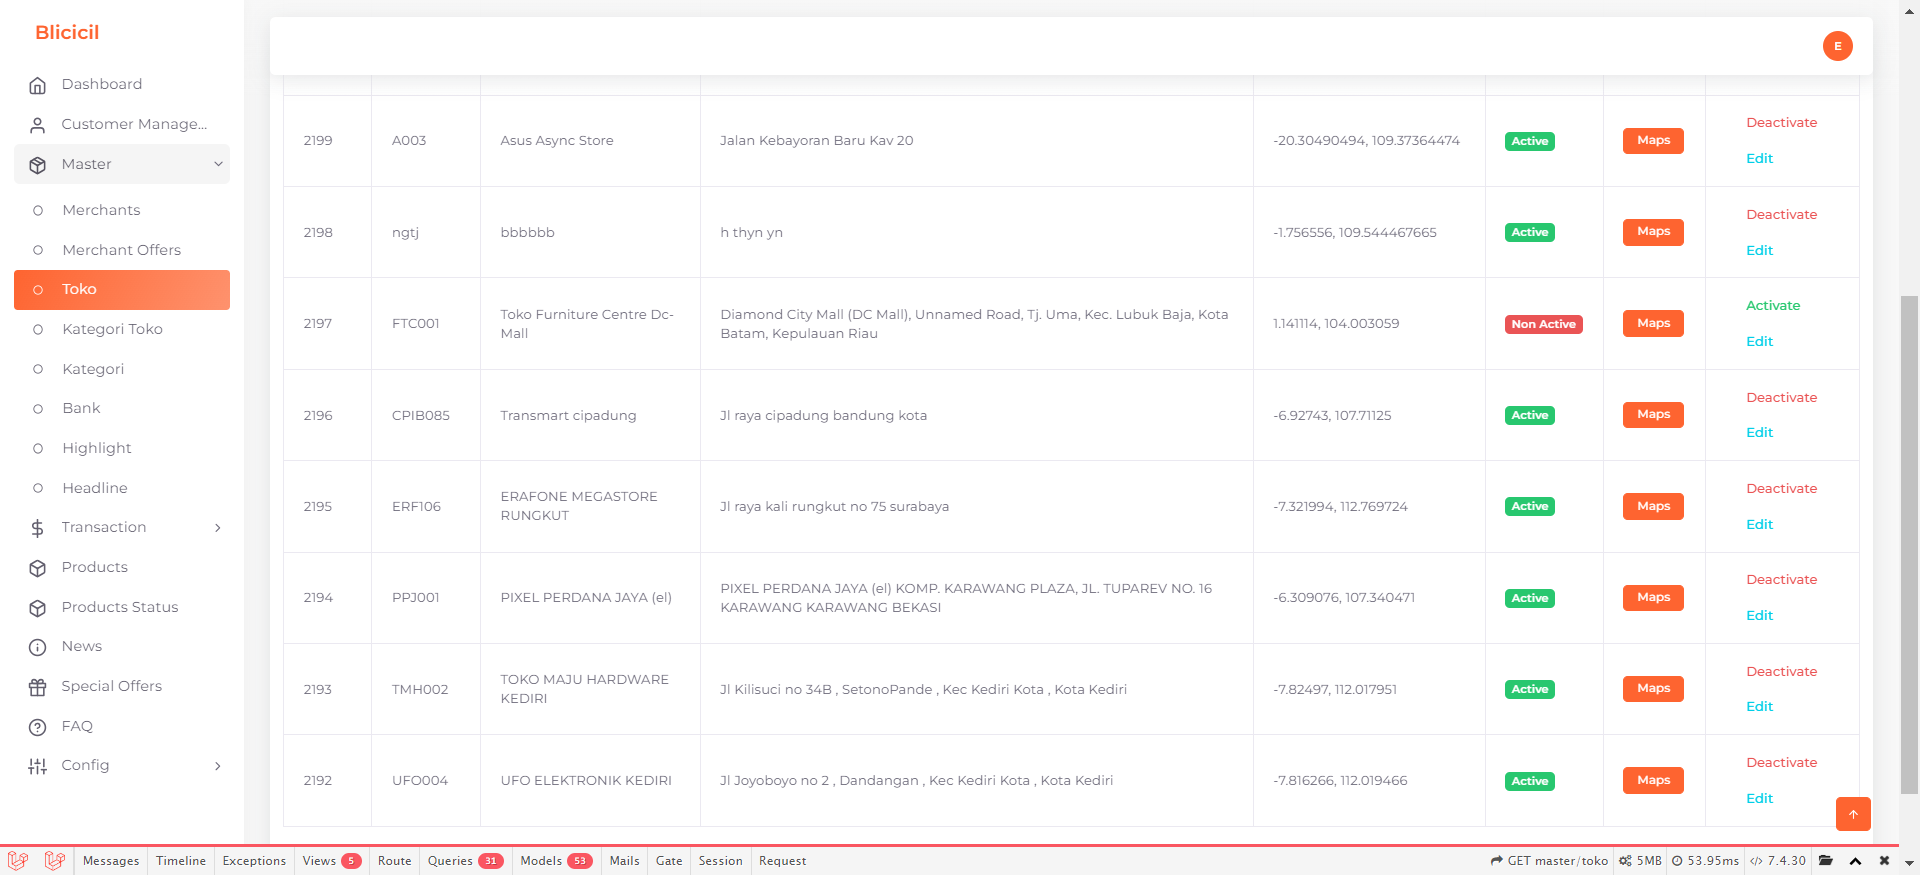 Blicicil
E
Dashboard
Customer Manage...
Master
Merchants
Merchant Offers
Toko
Kategori Toko
Kategori
Bank
Highlight
Headline
Transaction
Products
Products Status
News
Special Offers
FAQ
Config
2199 A003 Asus Async Store Jalan Kebayoran Baru Kav 20 -20.30490494, 109.37364474 Active Maps Deactivate
Edit
2198 ngtj bbbbbb h thyn yn -1.756556, 109.544467665 Active Maps Deactivate
Edit
2197 FTC001 Toko Furniture Centre Dc-
Mall
Diamond City Mall (DC Mall), Unnamed Road, Tj. Uma, Kec. Lubuk Baja, Kota
Batam, Kepulauan Riau
1.141114, 104.003059 Non Active Maps Activate
Edit
2196 CPIB085 Transmart cipadung Jl raya cipadung bandung kota -6.92743, 107.71125 Active Maps Deactivate
Edit
2195 ERF106 ERAFONE MEGASTORE
RUNGKUT
Jl raya kali rungkut no 75 surabaya -7.321994, 112.769724 Active Maps Deactivate
Edit
2194 PPJ001 PIXEL PERDANA JAYA (el) PIXEL PERDANA JAYA (el) KOMP. KARAWANG PLAZA, JL. TUPAREV NO. 16
KARAWANG KARAWANG BEKASI
-6.309076, 107.340471 Active Maps Deactivate
Edit
2193 TMH002 TOKO MAJU HARDWARE
KEDIRI
Jl Kilisuci no 34B , SetonoPande , Kec Kediri Kota , Kota Kediri -7.82497, 112.017951 Active Maps Deactivate
Edit
2192 UFO004 UFO ELEKTRONIK KEDIRI Jl Joyoboyo no 2 , Dandangan , Kec Kediri Kota , Kota Kediri -7.816266, 112.019466 Active Maps Deactivate
Edit
Messages Timeline Exceptions Views 5 Route Queries 31 Models 53 Mails Gate Session Request GET master/toko 5MB 53.95ms 7.4.30